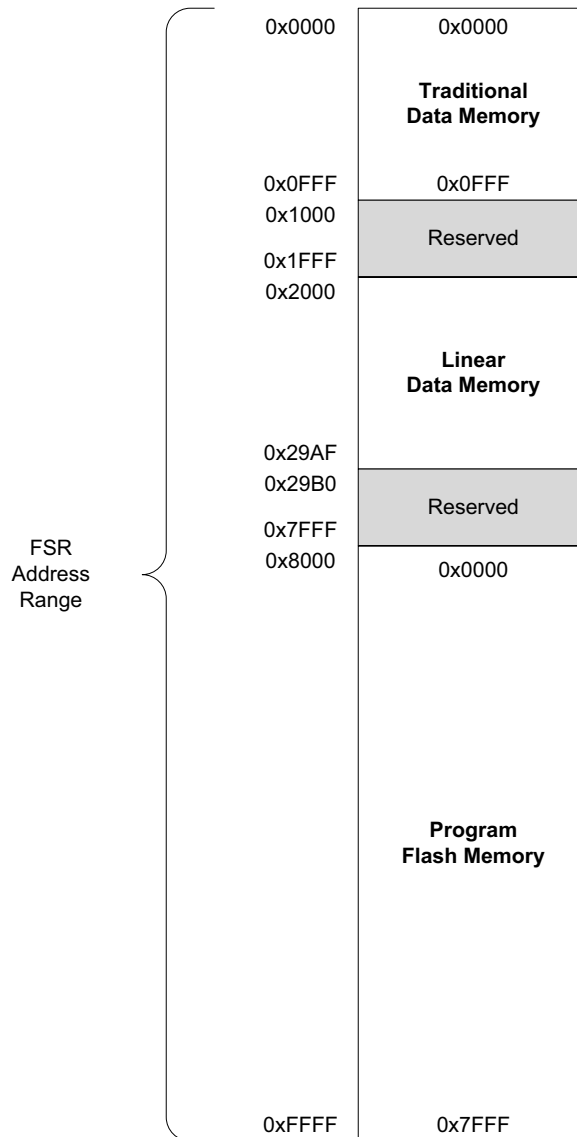 0x0000 0x0000
Traditional
Data Memory
0x0FFF 0x0FFF
0x1000
Reserved
0x1FFF
0x2000
Linear
Data Memory
0x29AF
0x29B0
Reserved
0x7FFF
0x8000
0x0000
FSR
Address
Range
Program
Flash Memory
0xFFFF 0x7FFF